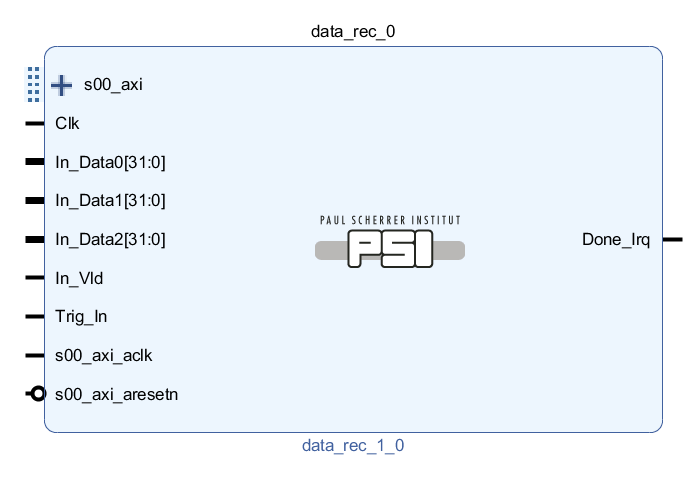 data_rec_0
s00_axi
Clk
In_Data0[31:0]
In_Data1[31:0]
In_Data2[31:0]
In_Vld
Trig_In
s00_axi_aclk
s00_axi_aresetn
PAUL SCHERRER INSTITUT
PSI
Done_Irq
data_rec_1_0